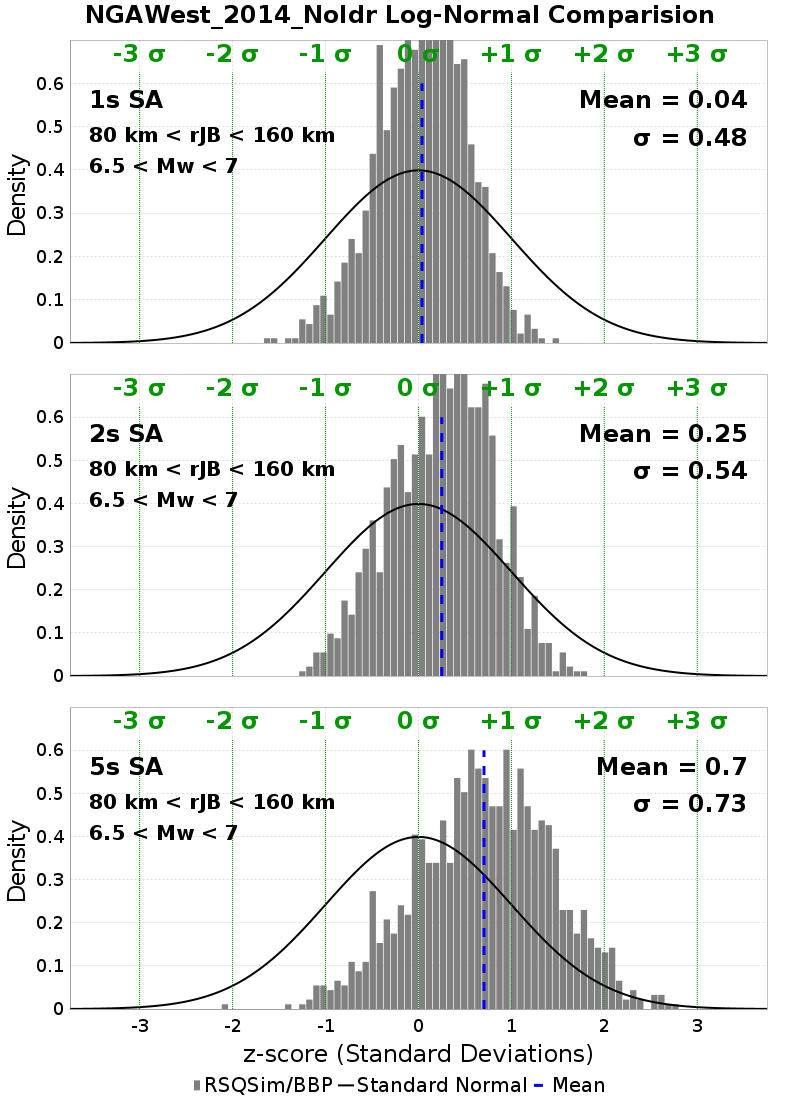 NGAWest_2014_NoIdr Log-Normal Comparision
-3 σ -2 σ -1 σ 0 σ +1 σ +2 σ +3 σ
1s SA
Mean = 0.04
80 km < rJB < 160 km
σ = 0.48
6.5 < Mw < 7
Density
0.6
0.5
0.4
0.3
0.2
0.1
0
-3 σ -2 σ -1 σ 0 σ +1 σ +2 σ +3 σ
2s SA
Mean = 0.25
80 km < rJB < 160 km
σ = 0.54
6.5 < Mw < 7
Density
0.6
0.5
0.4
0.3
0.2
0.1
0
-3 σ -2 σ -1 σ 0 σ +1 σ +2 σ +3 σ
5s SA
Mean = 0.7
80 km < rJB < 160 km
σ = 0.73
6.5 < Mw < 7
Density
0.6
0.5
0.4
0.3
0.2
0.1
0
-3 -2 -1 0 1 2 3
z-score (Standard Deviations)
RSQSim/BBP Standard Normal Mean